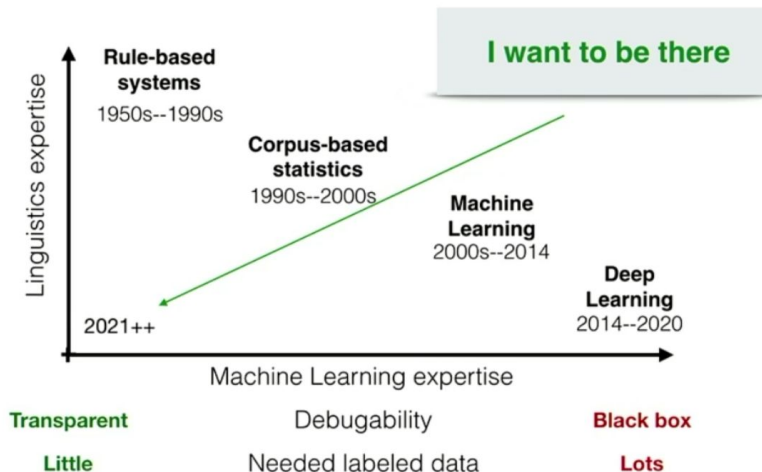 I want to be there
Rule-based
systems
1950s--1990s
Corpus-based
statistics
1990s--2000s
Machine
Learning
2000s--2014
Deep
Learning
2014--2020
2021++
Linguistics expertise
Machine Learning expertise
Transparent Debugability Black box
Little Needed labeled data Lots